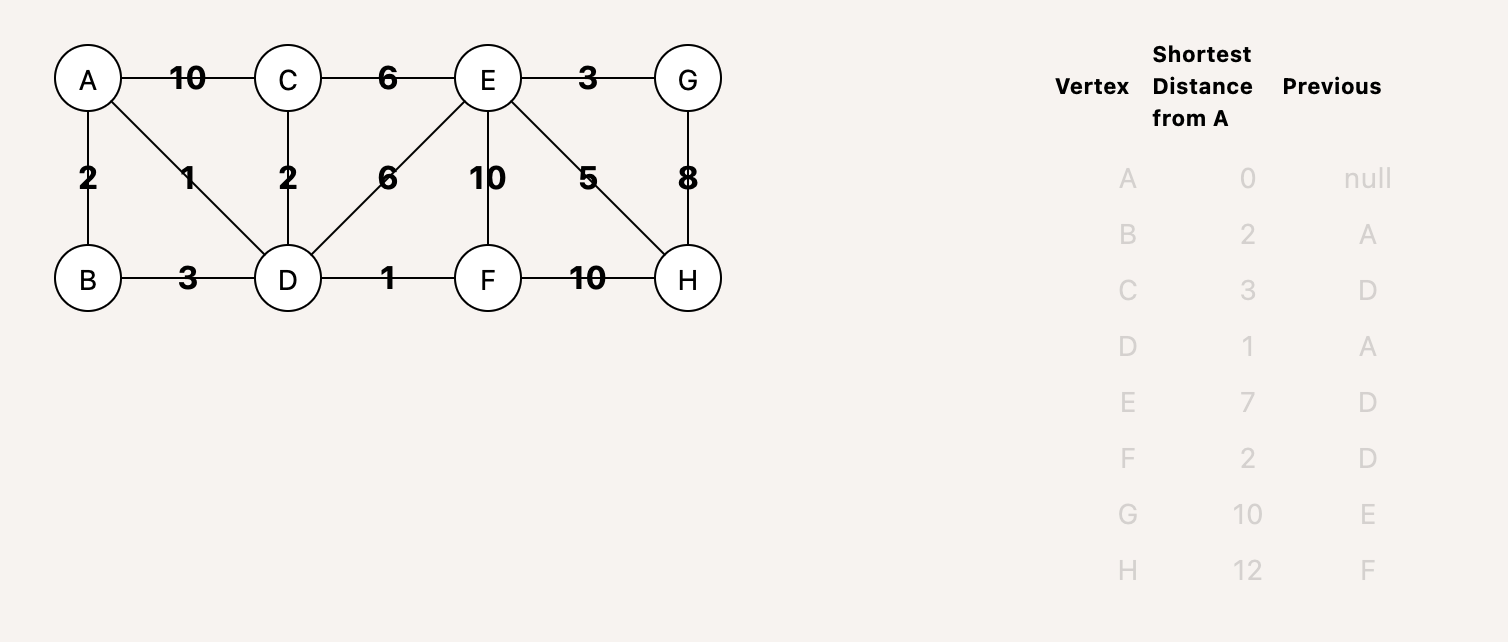 A 10 C 6 E 3 G
2 1 2 6 10 5 8
B 3 D 1 F 10 H
Vertex Shortest Distance from A Previous
A 0 null
B 2 A
C 3 D
D 1 A
E 7 D
F 2 D
G 10 E
H 12 F